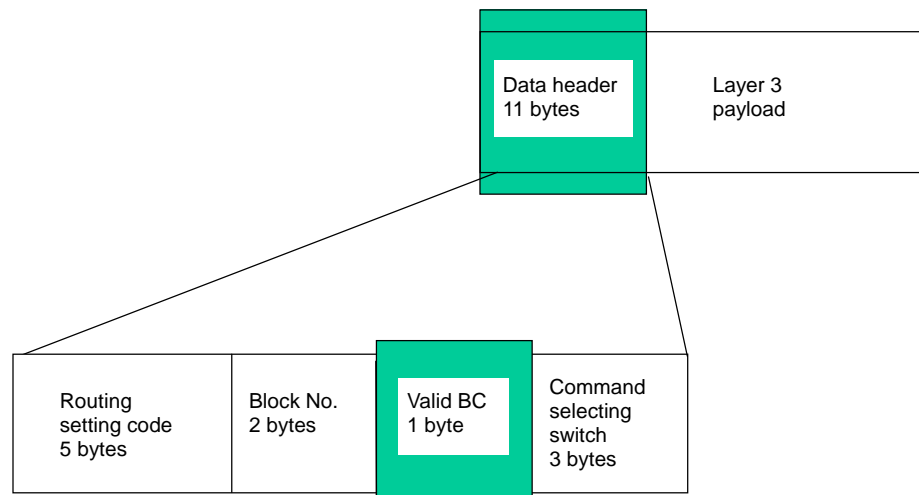 Data header
11 bytes
Layer 3
payload
Routing
setting code
5 bytes
Block No.
2 bytes
Valid BC
1 byte
Command
selecting
switch
3 bytes